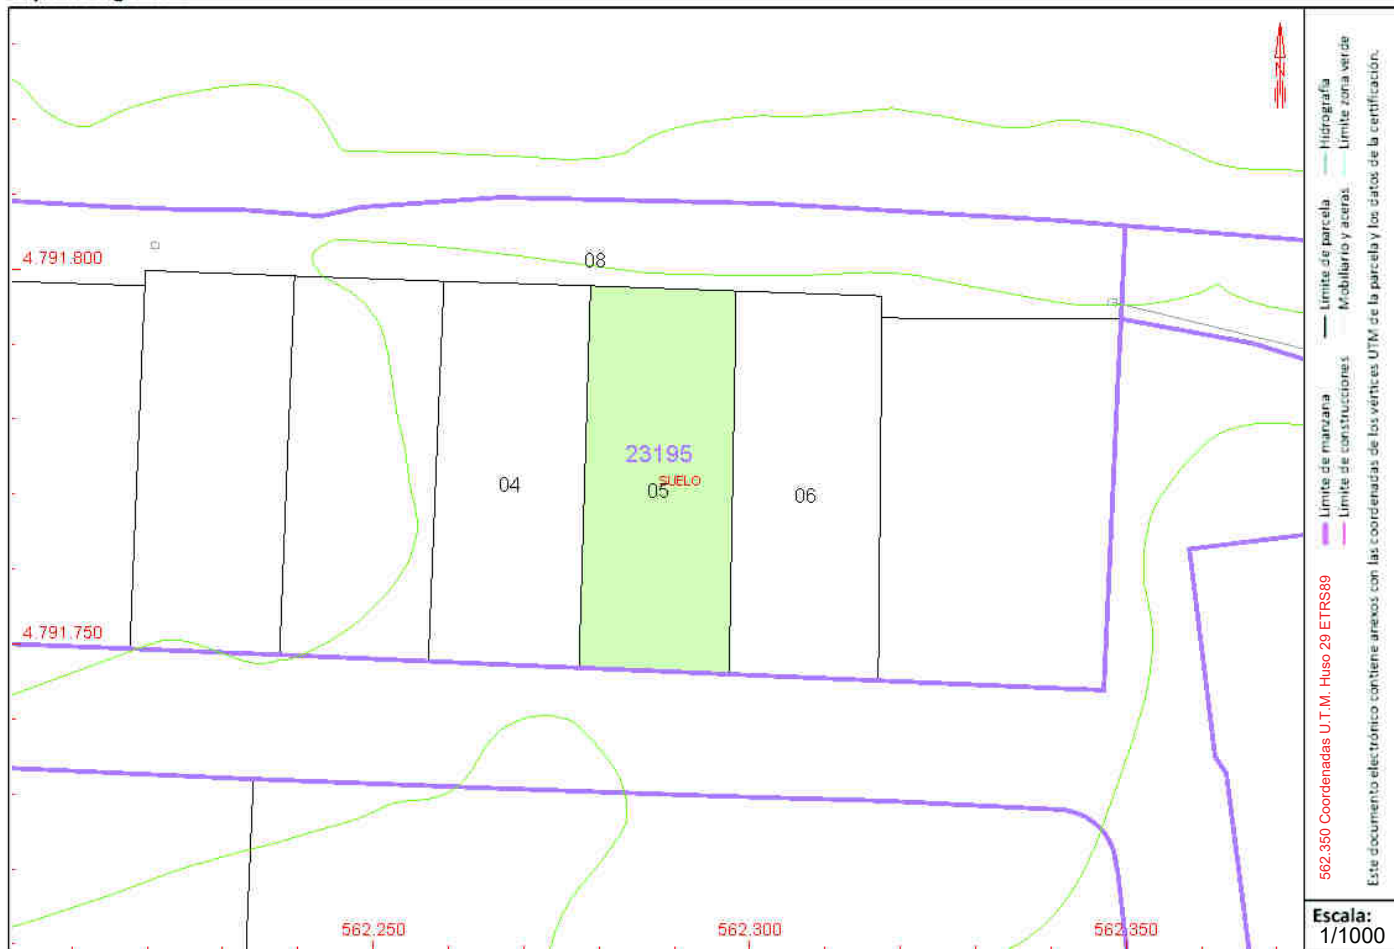 N
4.791.800
08
23195
SUELO
04
05
06
4.791.750
562.250
562.300
562.350
Límite de manzana
Límite de parcela
Hidrografía
Límite de construcciones
Mobiliario y aceras
Límite zona verde
562.350 Coordenadas U.T.M. Huso 29 ETRS89
Este documento electrónico contiene anexos con las coordenadas de los vértices UTM de la parcela y los datos de la certificación.
Escala:
1/1000